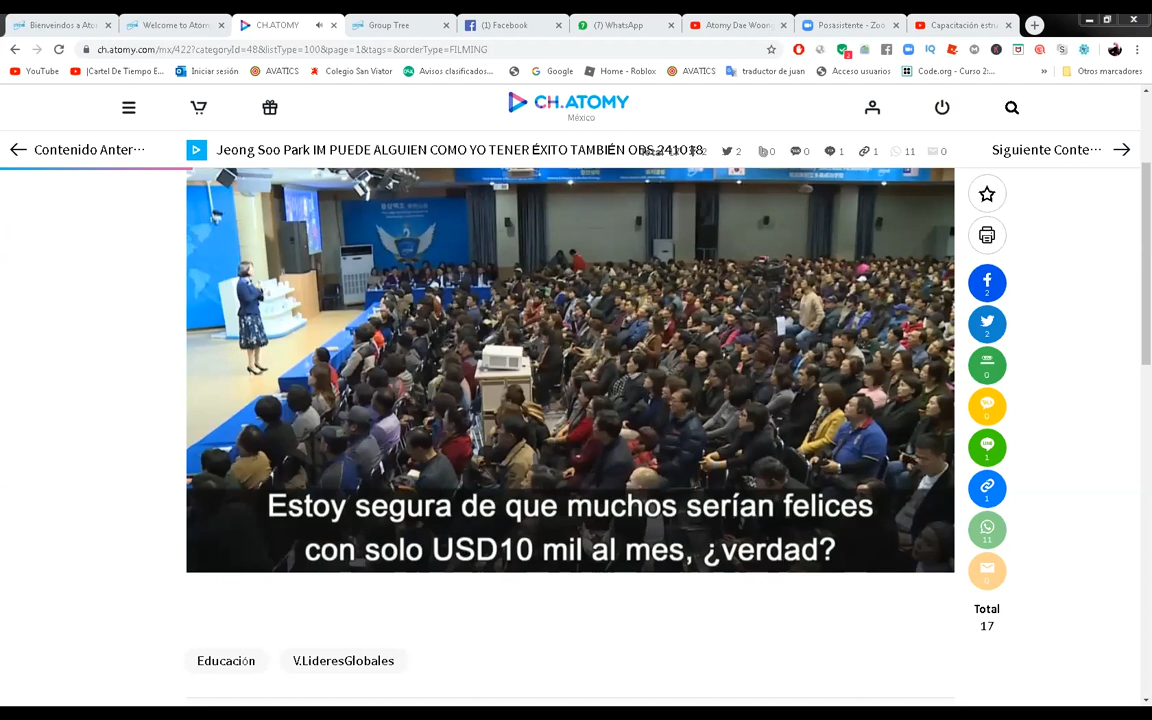 Bienveindos a Ato
Welcome to Atom
CH.ATOMY
Group Tree
(1) Facebook
(7) WhatsApp
Atomy Dae Woong
Posasistente - Zoo
Capacitación estr
ch.atomy.com/mx/422?categoryId=48&listType=100&page=1&tags=&orderType=FILMING
YouTube
|Cartel De Tiempo E...
Iniciar sesión
AVATICS
Colegio San Viator
Avisos clasificados...
Google
Home - Roblox
AVATICS
traductor de juan
Acceso usuarios
Code.org - Curso 2:...
»
Otros marcadores
CH.ATOMY
México
Contenido Anter···
Jeong Soo Park IM PUEDE ALGUIEN COMO YO TENER ÉXITO TAMBIÉN ODS 241018
2
0
0
1
1
11
0
Siguiente Conte···
2
2
0
0
1
1
11
0
Estoy segura de que muchos serían felices
con solo USD10 mil al mes, ¿verdad?
Total
17
Educación
V.LideresGlobales